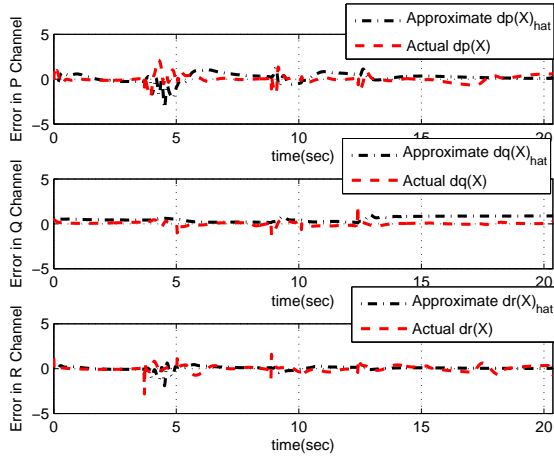 Approximate dp(X)hat
Actual dp(X)
Error in P Channel
5
0
−5
0 5 10 15 20
time(sec)
Approximate dq(X)hat
Actual dq(X)
Error in Q Channel
5
0
−5
0 5 10 15 20
time(sec)
Approximate dr(X)hat
Actual dr(X)
Error in R Channel
5
0
−5
0 5 10 15 20
time(sec)